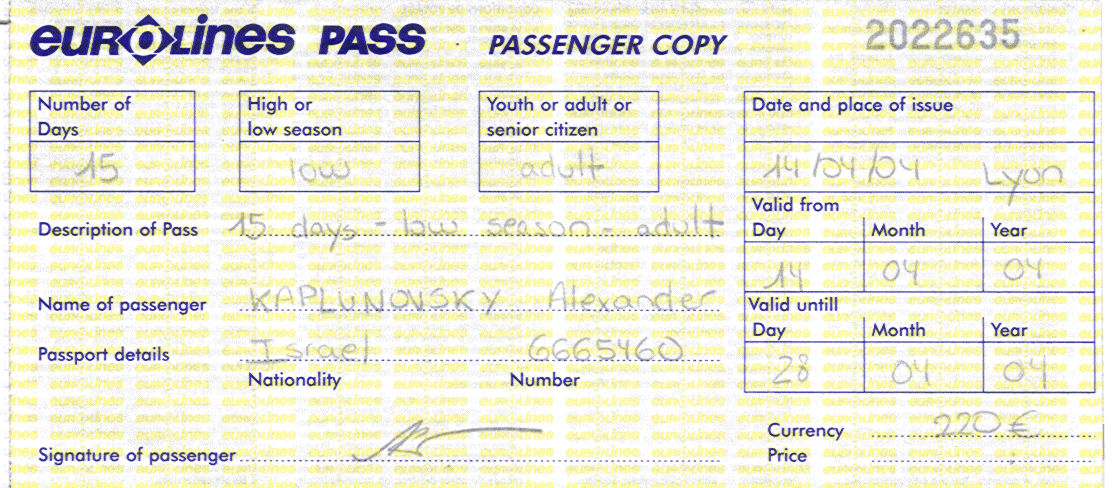 eurolines PASS PASSENGER COPY 2022635
Number of Days
15
High or low season
low
Youth or adult or senior citizen
adult
Date and place of issue
14/04/04 Lyon
Description of Pass 15 days - low season - adult
Valid from
Day Month Year
14 04 04
Name of passenger KAPLUNOVSKY Alexander
Valid untill
Day Month Year
28 04 04
Passport details Israel 6665460
Nationality Number
Currency 220 €
Price
Signature of passenger